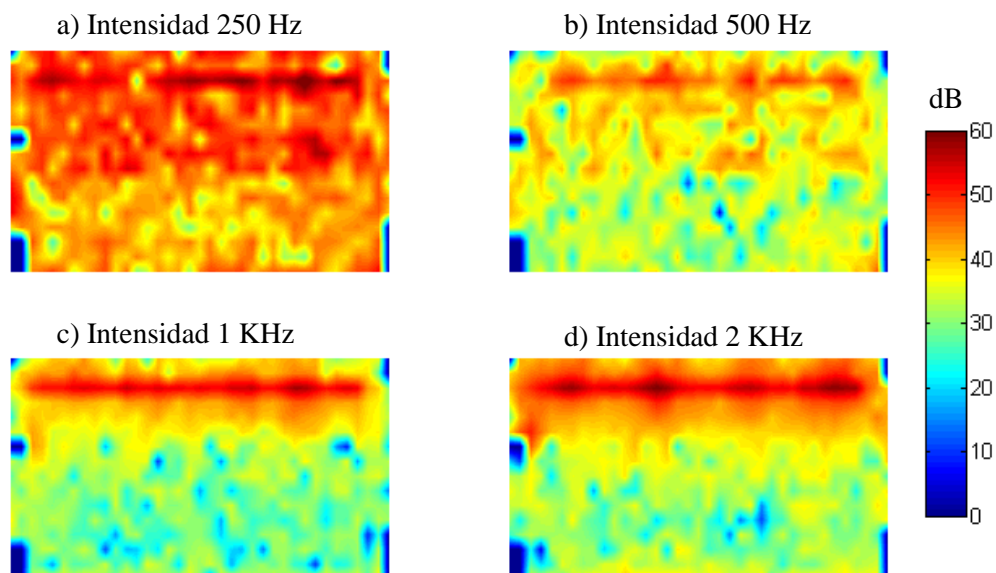 a) Intensidad 250 Hz
b) Intensidad 500 Hz
dB
60
50
40
30
20
10
0
c) Intensidad 1 KHz
d) Intensidad 2 KHz